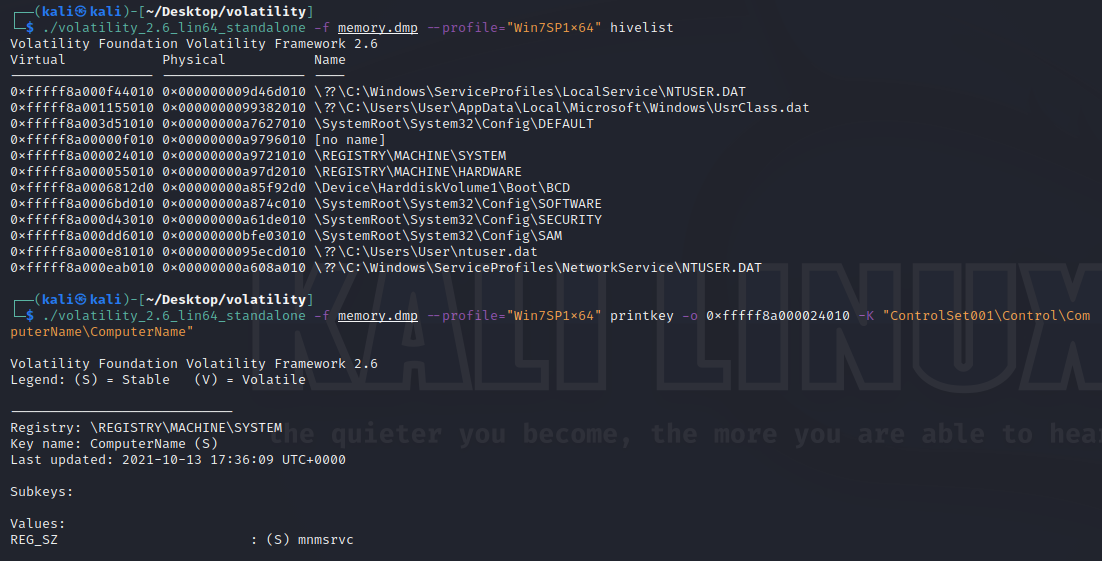 ┌──(kali㉿kali)-[~/Desktop/volatility]
└─$ ./volatility_2.6_lin64_standalone -f memory.dmp --profile="Win7SP1×64" hivelist
Volatility Foundation Volatility Framework 2.6
Virtual            Physical           Name
------------------ ------------------ ----
0×fffff8a000f44010 0×000000009d46d010 \??\C:\Windows\ServiceProfiles\LocalService\NTUSER.DAT
0×fffff8a001155010 0×0000000099382010 \??\C:\Users\User\AppData\Local\Microsoft\Windows\UsrClass.dat
0×fffff8a003d51010 0×00000000a7627010 \SystemRoot\System32\Config\DEFAULT
0×fffff8a00000f010 0×00000000a9796010 [no name]
0×fffff8a000024010 0×00000000a9721010 \REGISTRY\MACHINE\SYSTEM
0×fffff8a000055010 0×00000000a97d2010 \REGISTRY\MACHINE\HARDWARE
0×fffff8a0006812d0 0×00000000a85f92d0 \Device\HarddiskVolume1\Boot\BCD
0×fffff8a0006bd010 0×00000000a874c010 \SystemRoot\System32\Config\SOFTWARE
0×fffff8a000d43010 0×00000000a61de010 \SystemRoot\System32\Config\SECURITY
0×fffff8a000dd6010 0×00000000bfe03010 \SystemRoot\System32\Config\SAM
0×fffff8a000e81010 0×0000000095ecd010 \??\C:\Users\User\ntuser.dat
0×fffff8a000eab010 0×00000000a608a010 \??\C:\Windows\ServiceProfiles\NetworkService\NTUSER.DAT
┌──(kali㉿kali)-[~/Desktop/volatility]
└─$ ./volatility_2.6_lin64_standalone -f memory.dmp --profile="Win7SP1×64" printkey -o 0×fffff8a000024010 -K "ControlSet001\Control\Com
puterName\ComputerName"
Volatility Foundation Volatility Framework 2.6
Legend: (S) = Stable   (V) = Volatile
----------------------------
Registry: \REGISTRY\MACHINE\SYSTEM
Key name: ComputerName (S)
Last updated: 2021-10-13 17:36:09 UTC+0000
Subkeys:
Values:
REG_SZ                        : (S) mnmsrvc
KALI LINUX
the quieter you become, the more you are able to hear